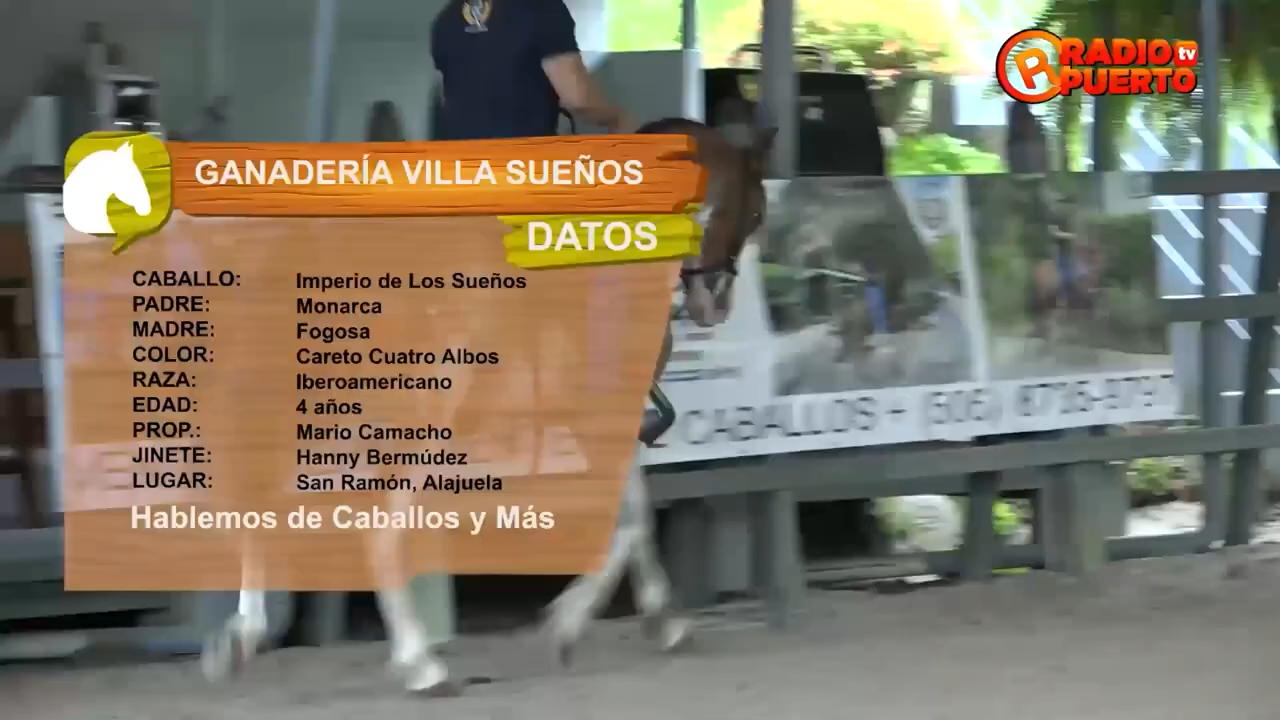 RADIO tv
PUERTO
GANADERÍA VILLA SUEÑOS
DATOS
CABALLO: Imperio de Los Sueños
PADRE: Monarca
MADRE: Fogosa
COLOR: Careto Cuatro Albos
RAZA: Iberoamericano
EDAD: 4 años
PROP.: Mario Camacho
JINETE: Hanny Bermúdez
LUGAR: San Ramón, Alajuela
Hablemos de Caballos y Más
CABALLOS